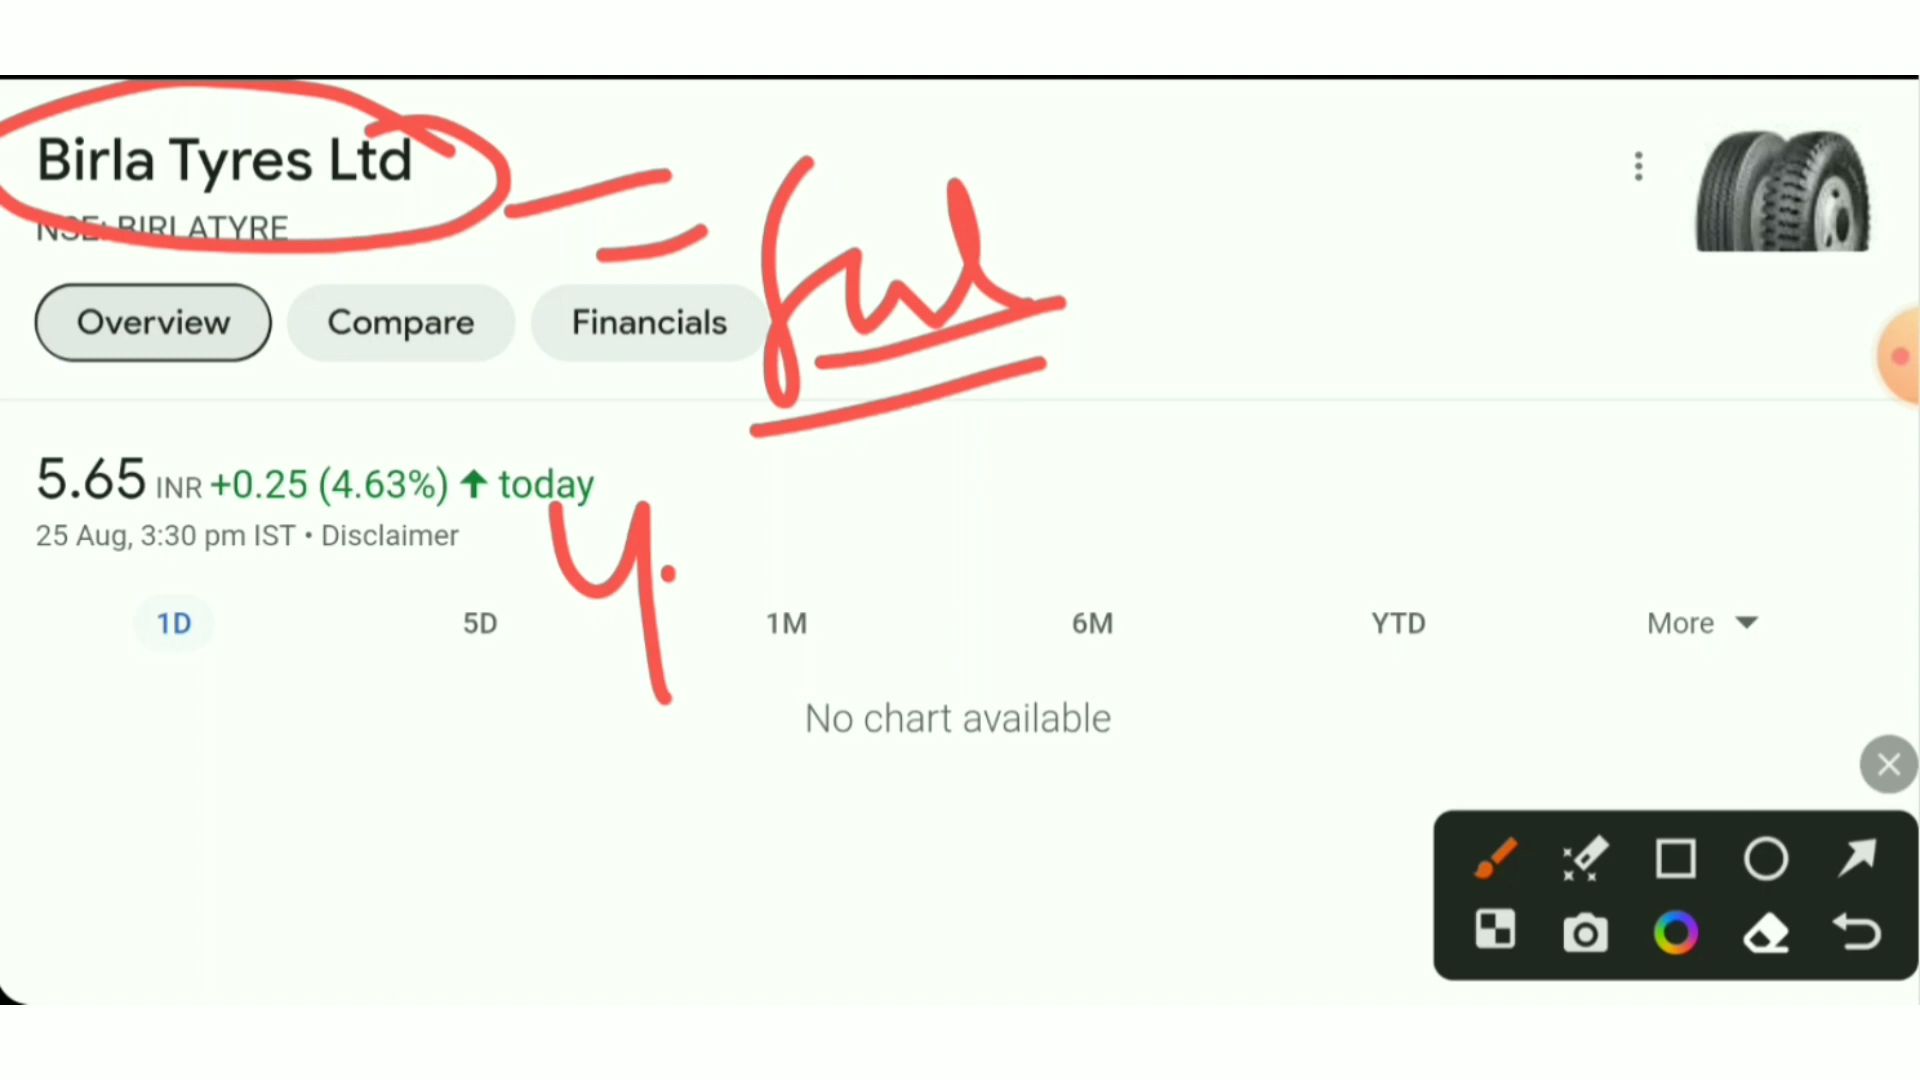 Birla Tyres Ltd
NSE: BIRLATYRE
Overview Compare Financials
5.65 INR +0.25 (4.63%) ↑ today
25 Aug, 3:30 pm IST • Disclaimer
4.
1D 5D 1M 6M YTD More
No chart available